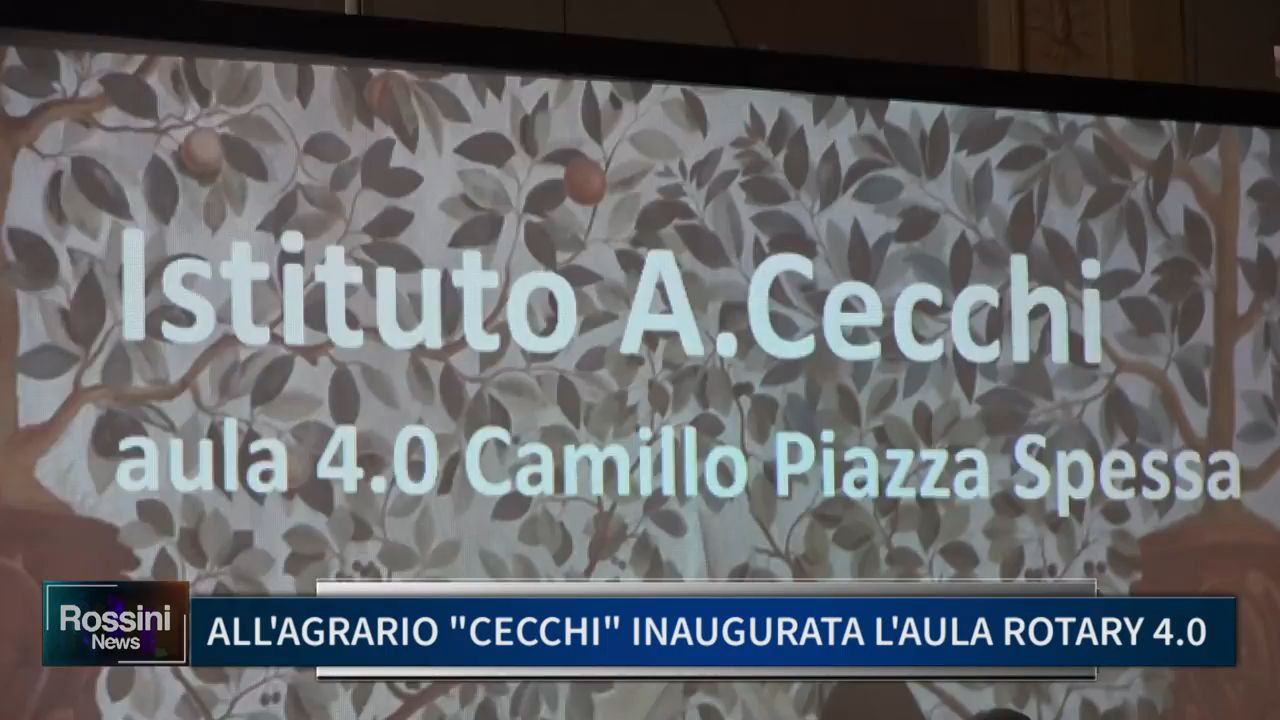 Istituto A.Cecchi
aula 4.0 Camillo Piazza Spessa
Rossini
News
ALL'AGRARIO "CECCHI" INAUGURATA L'AULA ROTARY 4.0